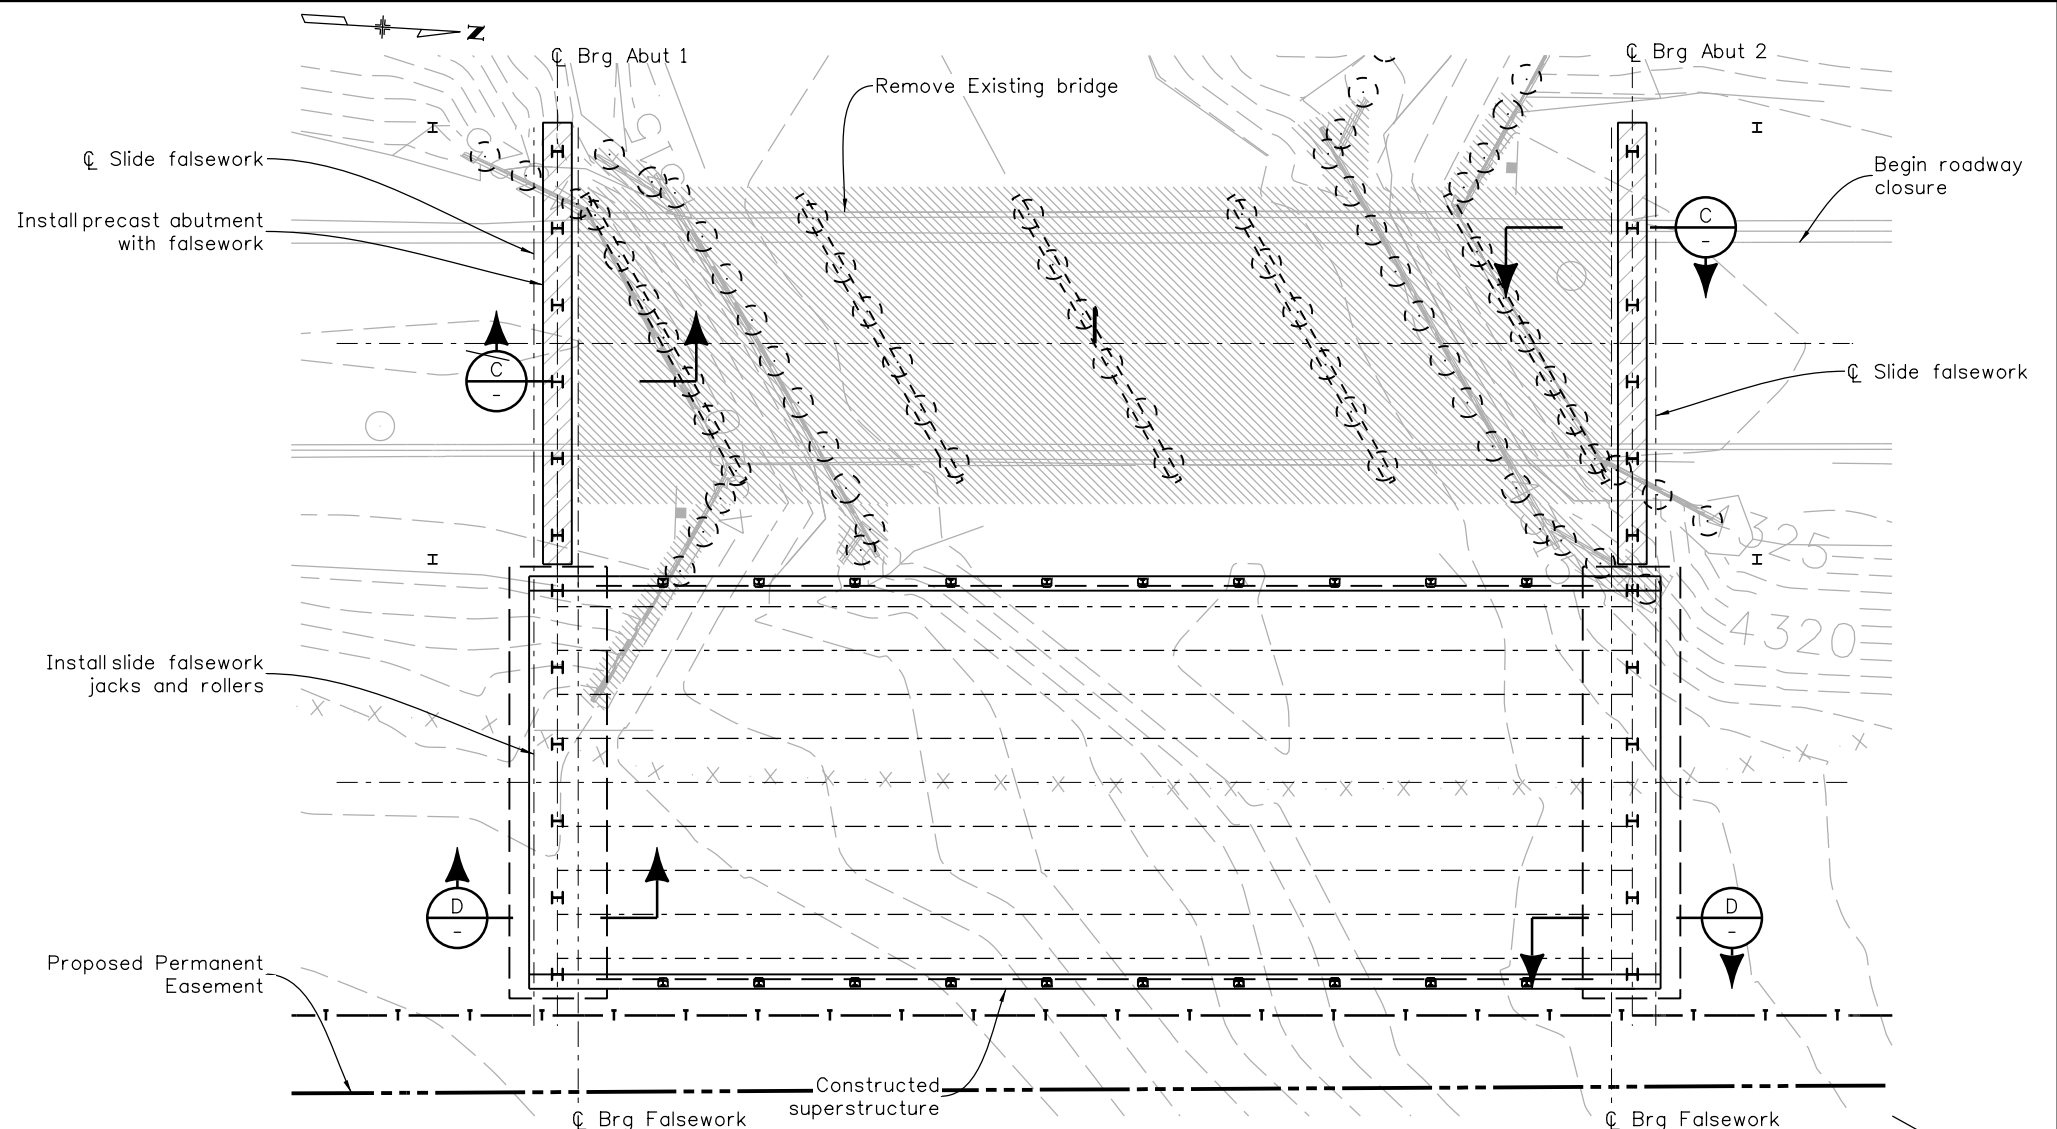 N
℄ Brg Abut 1
℄ Brg Abut 2
Remove Existing bridge
℄ Slide falsework
Begin roadway
closure
Install precast abutment
with falsework
C
-
C
-
℄ Slide falsework
4325
4320
Install slide falsework
jacks and rollers
D
-
D
-
Proposed Permanent
Easement
Constructed
superstructure
℄ Brg Falsework
℄ Brg Falsework